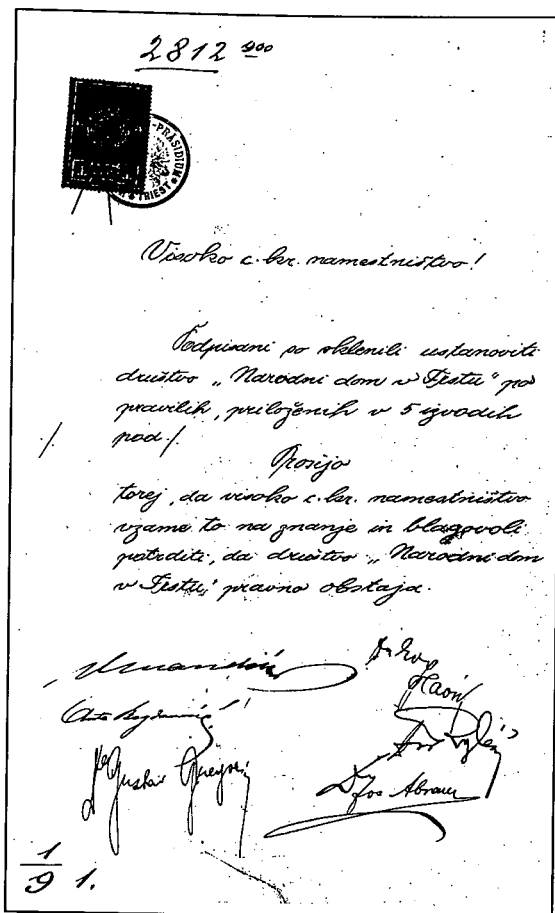 2812 900
PRÄSIDIUM
TRIEST
Visoko c. kr. namestništvo!
Podpisani so sklenili ustanoviti
društvo „Narodni dom v Trstu“ po
pravilih, priloženih v 5 izvodih
pod ./.
./.
Prosijo
torej, da visoko c. kr. namestništvo
vzame to na znanje in blagovoli
potrditi, da društvo „Narodni dom
v Trstu“ pravno obstaja.
Dr Gustav Gregorin
Dr Jos Abram
1/9 1.